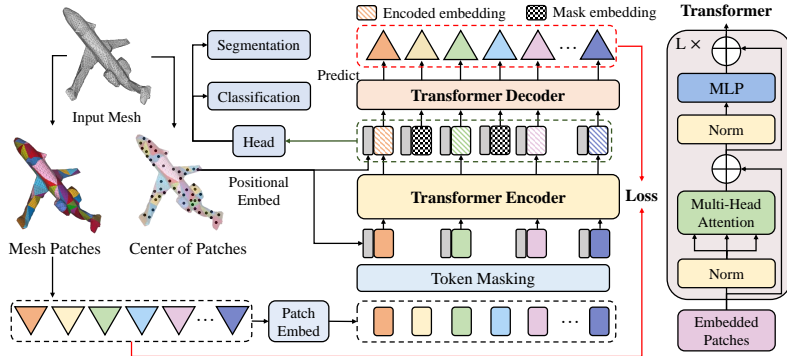 Input Mesh
Mesh Patches
Center of Patches
Segmentation
Classification
Head
Positional
Embed
Encoded embedding
Mask embedding
Predict
Transformer Decoder
Transformer Encoder
Token Masking
Patch
Embed
Loss
Transformer
L ×
MLP
Norm
Multi-Head
Attention
Norm
Embedded
Patches